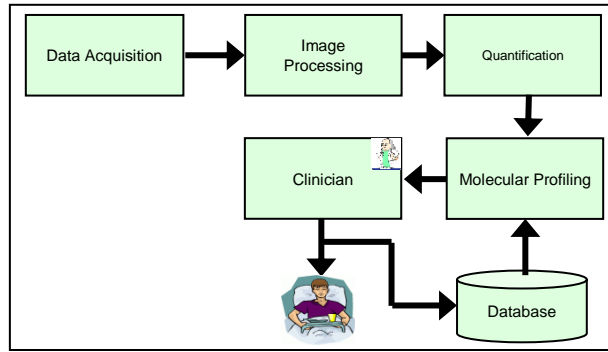 Data Acquisition
Image
Processing
Quantification
Clinician
Molecular Profiling
Database